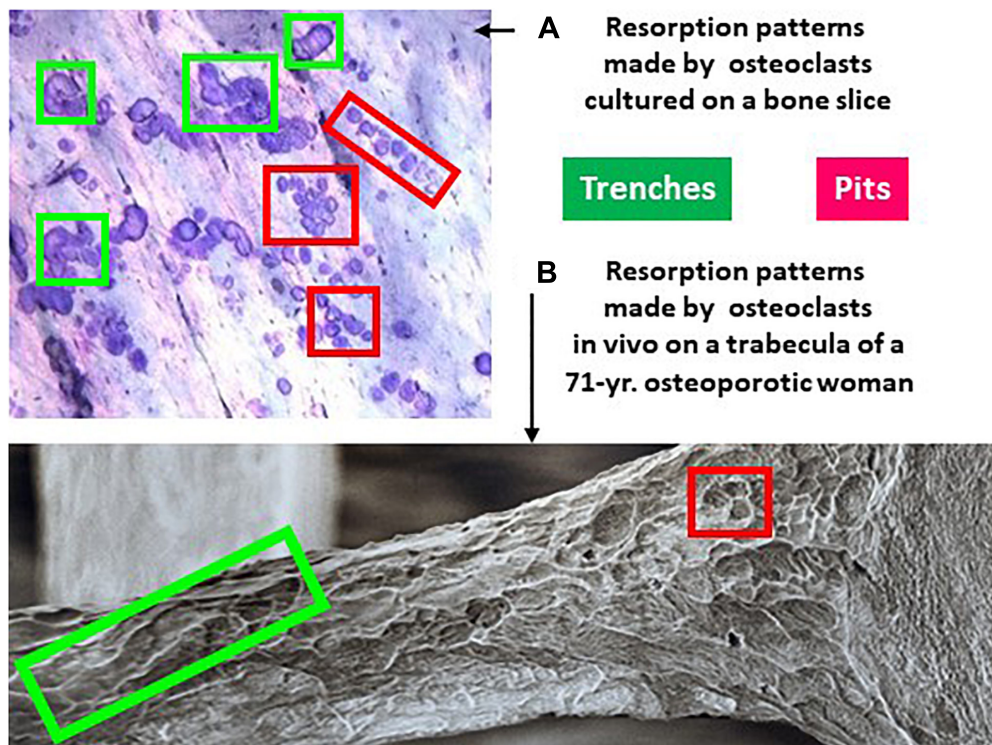 A
Resorption patterns
made by osteoclasts
cultured on a bone slice
Trenches
Pits
B
Resorption patterns
made by osteoclasts
in vivo on a trabecula of a
71-yr. osteoporotic woman